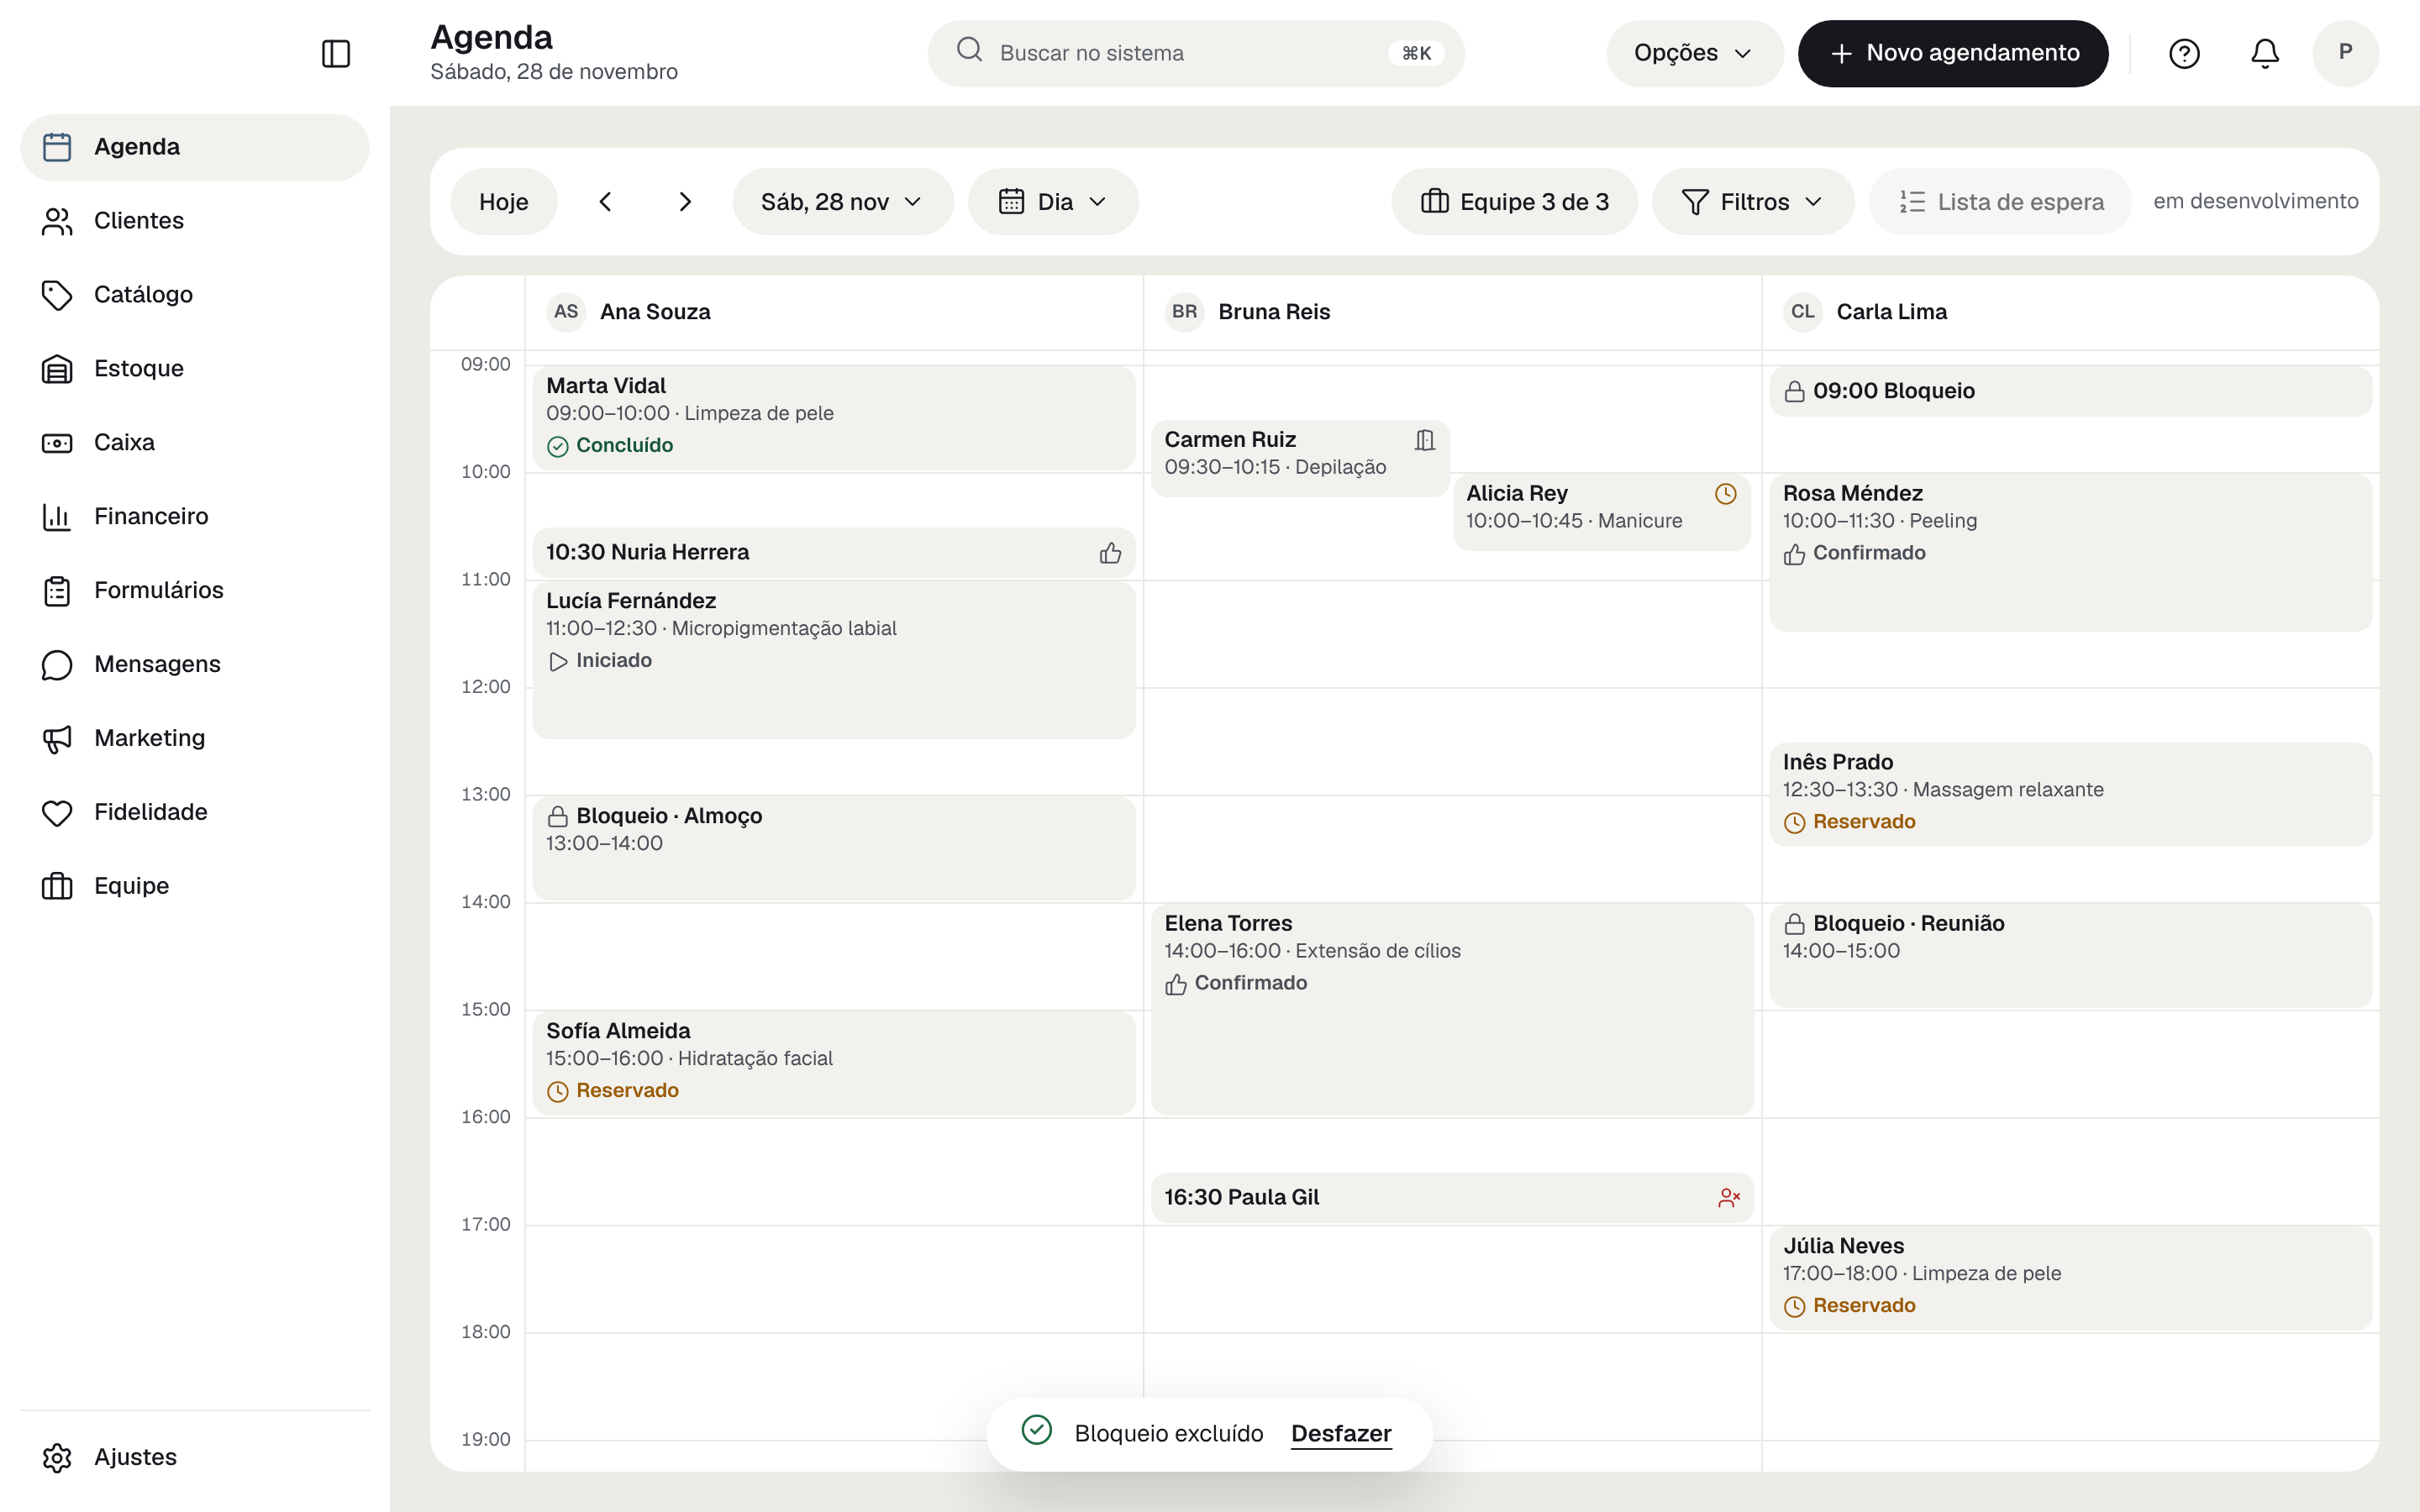 Agenda
Sábado, 28 de novembro
Buscar no sistema
⌘K
Opções
Novo agendamento
P
Agenda
Clientes
Catálogo
Estoque
Caixa
Financeiro
Formulários
Mensagens
Marketing
Fidelidade
Equipe
Ajustes
Hoje
Sáb, 28 nov
Dia
Equipe 3 de 3
Filtros
Lista de espera
em desenvolvimento
AS Ana Souza
BR Bruna Reis
CL Carla Lima
09:00
10:00
11:00
12:00
13:00
14:00
15:00
16:00
17:00
18:00
19:00
Marta Vidal
09:00–10:00 · Limpeza de pele
Concluído
10:30 Nuria Herrera
Lucía Fernández
11:00–12:30 · Micropigmentação labial
Iniciado
Bloqueio · Almoço
13:00–14:00
Sofía Almeida
15:00–16:00 · Hidratação facial
Reservado
Carmen Ruiz
09:30–10:15 · Depilação
Alicia Rey
10:00–10:45 · Manicure
Elena Torres
14:00–16:00 · Extensão de cílios
Confirmado
16:30 Paula Gil
09:00 Bloqueio
Rosa Méndez
10:00–11:30 · Peeling
Confirmado
Inês Prado
12:30–13:30 · Massagem relaxante
Reservado
Bloqueio · Reunião
14:00–15:00
Júlia Neves
17:00–18:00 · Limpeza de pele
Reservado
Bloqueio excluído Desfazer